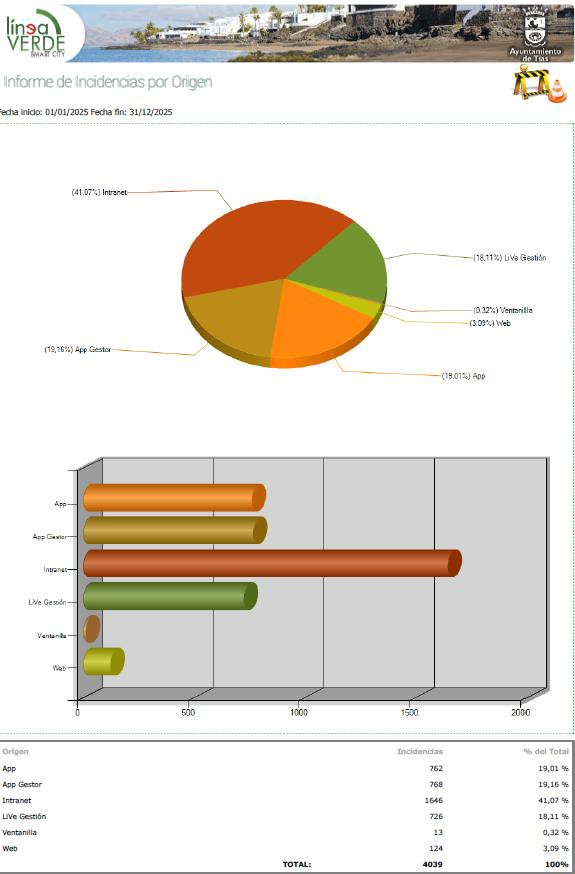 línea
VERDE
SMART CITY
Ayuntamiento
de Tías
Informe de Incidencias por Origen
Fecha inicio: 01/01/2025 Fecha fin: 31/12/2025
(41,07%) Intranet
(18,11%) LiVe Gestión
(0,32%) Ventanilla
(3,09%) Web
(19,16%) App Gestor
(19,01%) App
App
App Gestor
Intranet
LiVe Gestión
Ventanilla
Web
0 500 1000 1500 2000
Origen Incidencias % del Total
App 762 19,01 %
App Gestor 768 19,16 %
Intranet 1646 41,07 %
LiVe Gestión 726 18,11 %
Ventanilla 13 0,32 %
Web 124 3,09 %
TOTAL: 4039 100%